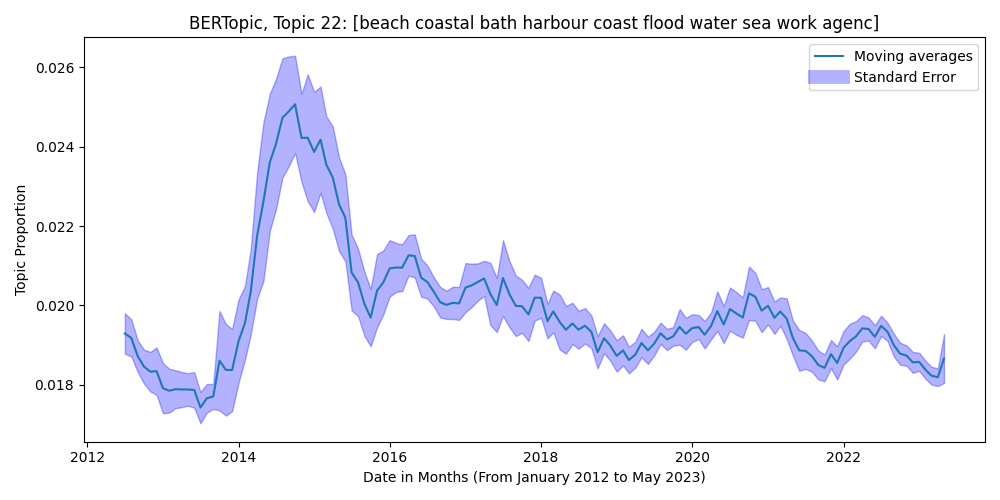 BERTopic, Topic 22: [beach coastal bath harbour coast flood water sea work agenc]
Moving averages
Standard Error
Topic Proportion
0.026
0.024
0.022
0.020
0.018
2012 2014 2016 2018 2020 2022
Date in Months (From January 2012 to May 2023)